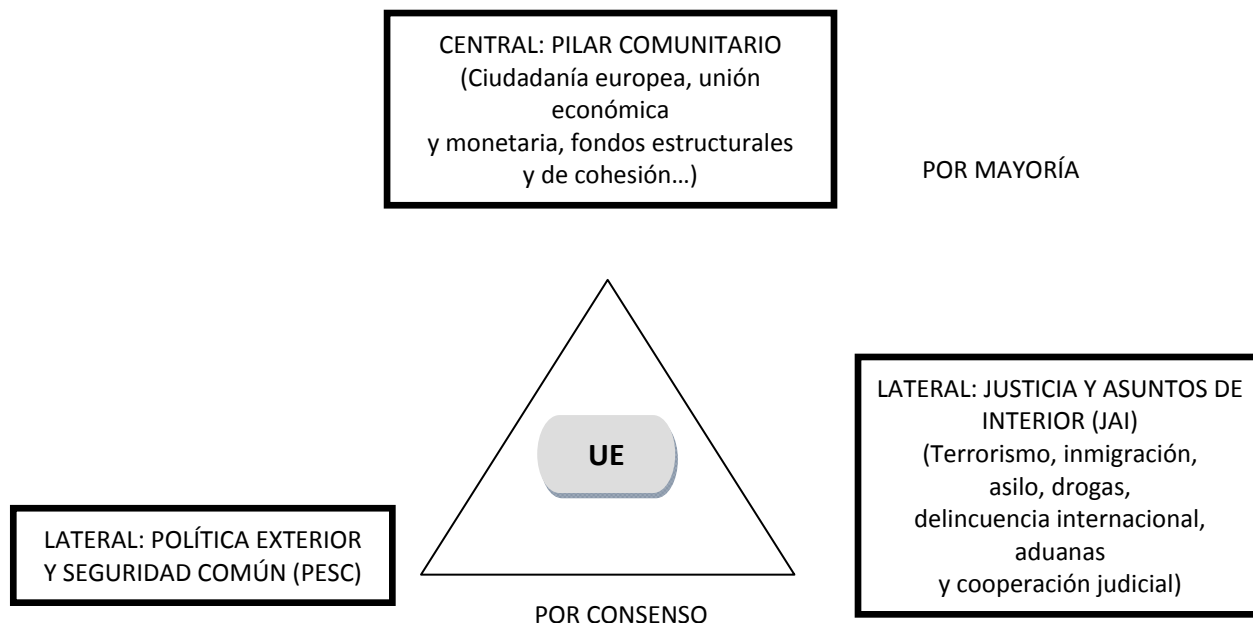 CENTRAL: PILAR COMUNITARIO
(Ciudadanía europea, unión
económica
y monetaria, fondos estructurales
y de cohesión…)
POR MAYORÍA
UE
LATERAL: JUSTICIA Y ASUNTOS DE
INTERIOR (JAI)
(Terrorismo, inmigración,
asilo, drogas,
delincuencia internacional,
aduanas
y cooperación judicial)
LATERAL: POLÍTICA EXTERIOR
Y SEGURIDAD COMÚN (PESC)
POR CONSENSO